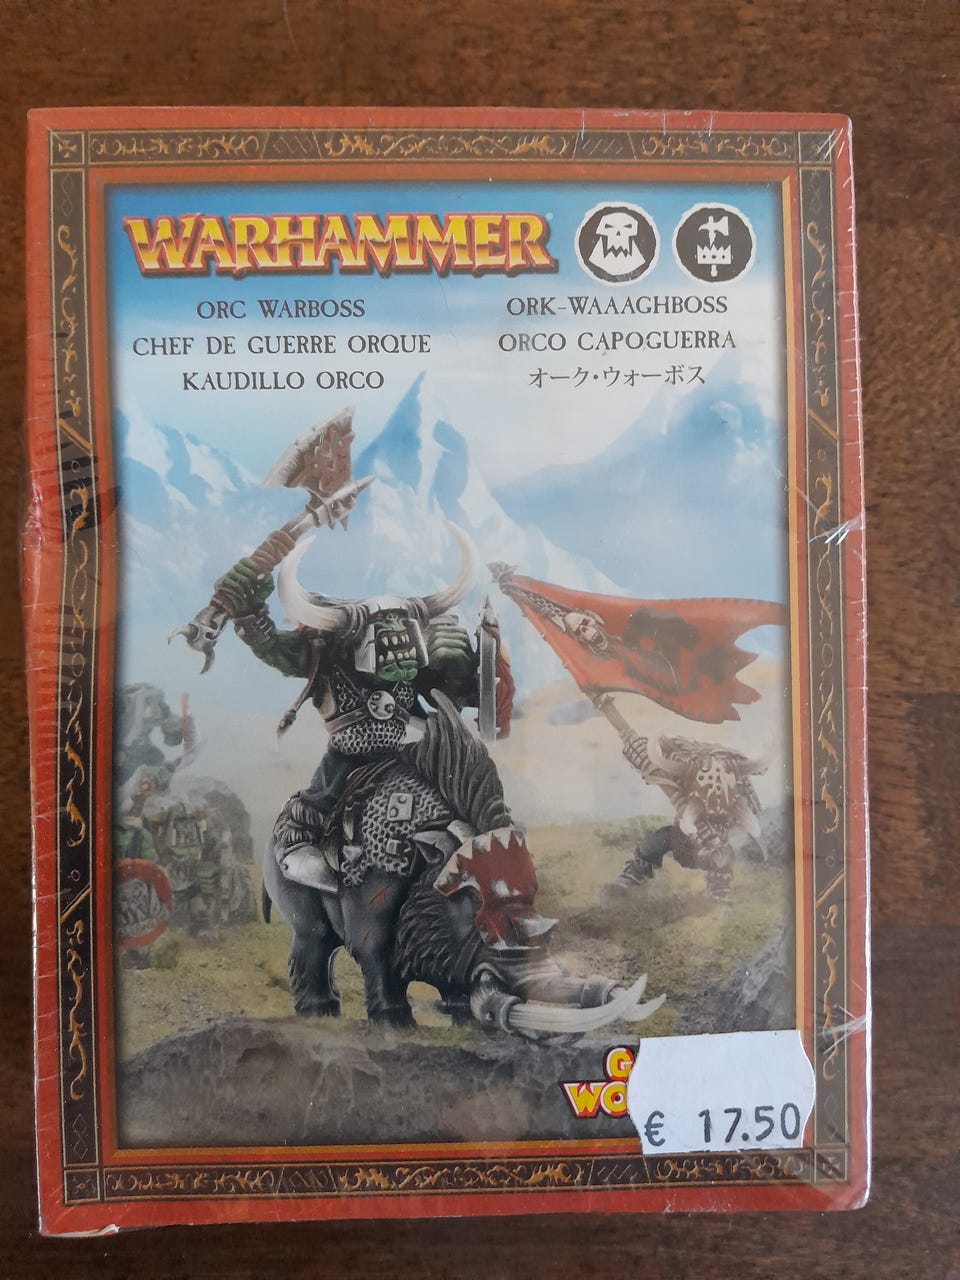 WARHAMMER
ORC WARBOSS
CHEF DE GUERRE ORQUE
KAUDILLO ORCO
ORK-WAAAGHBOSS
ORCO CAPOGUERRA
オーク・ウォーボス
€ 17.50